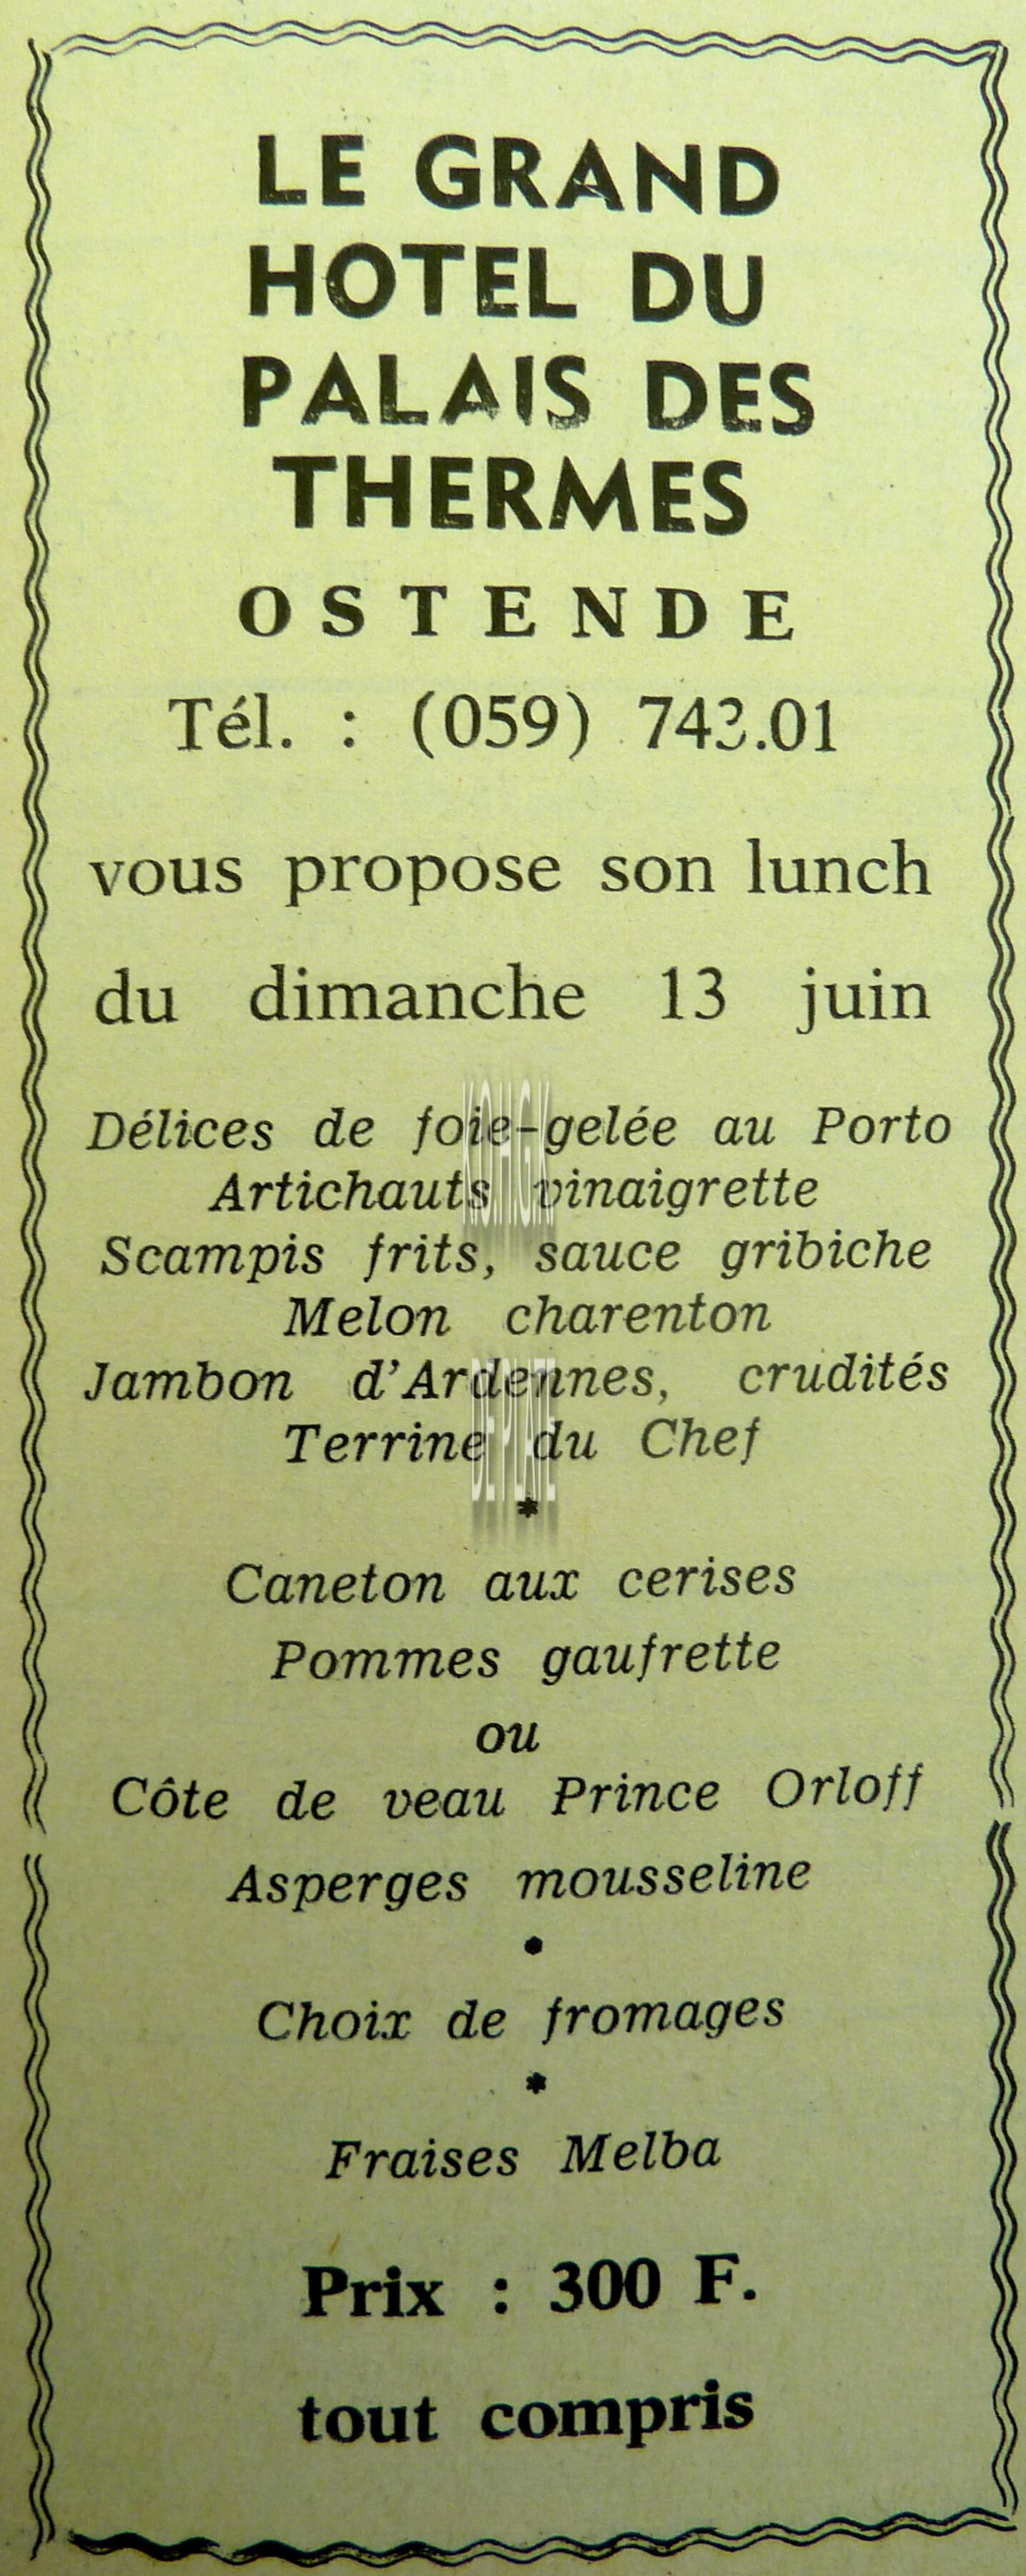 LE GRAND
HOTEL DU
PALAIS DES
THERMES
OSTENDE
Tél. : (059) 743.01
vous propose son lunch
du dimanche 13 juin
Délices de foie-gelée au Porto
Artichauts vinaigrette
Scampis frits, sauce gribiche
Melon charenton
Jambon d'Ardennes, crudités
Terrine du Chef
*
Caneton aux cerises
Pommes gaufrette
ou
Côte de veau Prince Orloff
Asperges mousseline
•
Choix de fromages
*
Fraises Melba
Prix : 300 F.
tout compris
KOHGK
DE PLATE